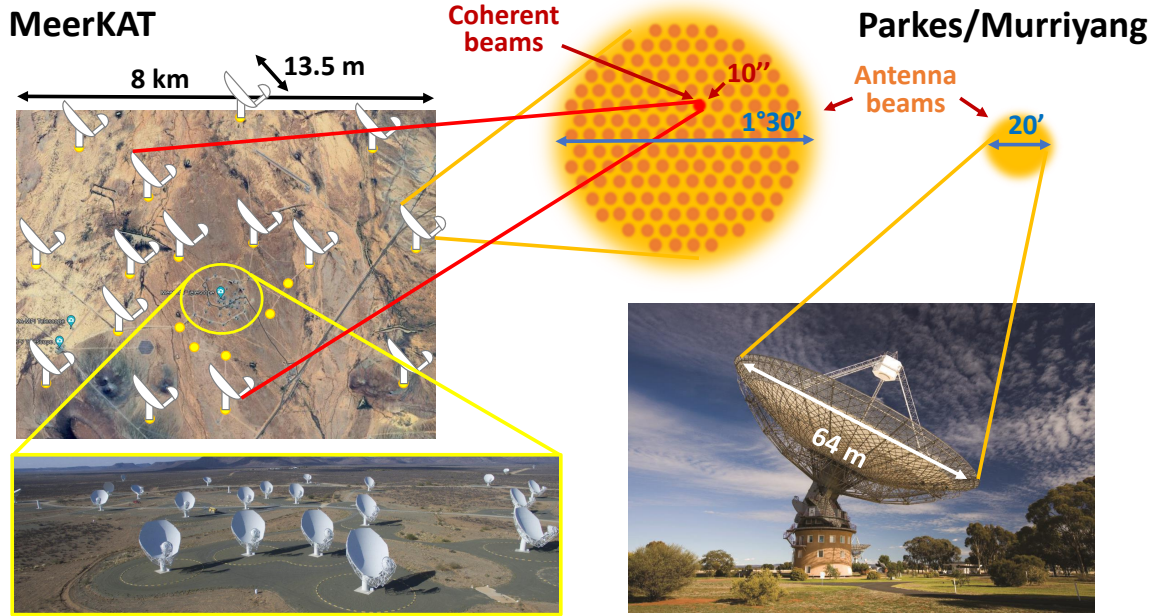 MeerKAT
Parkes/Murriyang
Coherent
beams
13.5 m
8 km
10’’
Antenna
beams
1°30’
20’
64 m